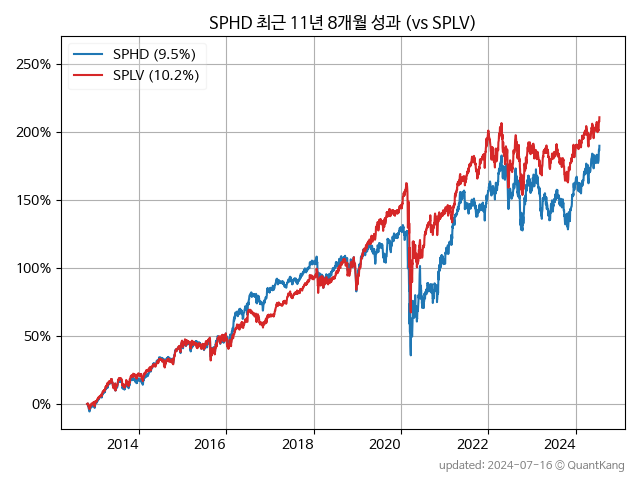 SPHD 최근 11년 8개월 성과 (vs SPLV)
SPHD (9.5%)
SPLV (10.2%)
250%
200%
150%
100%
50%
0%
2014 2016 2018 2020 2022 2024
updated: 2024-07-16 © QuantKang